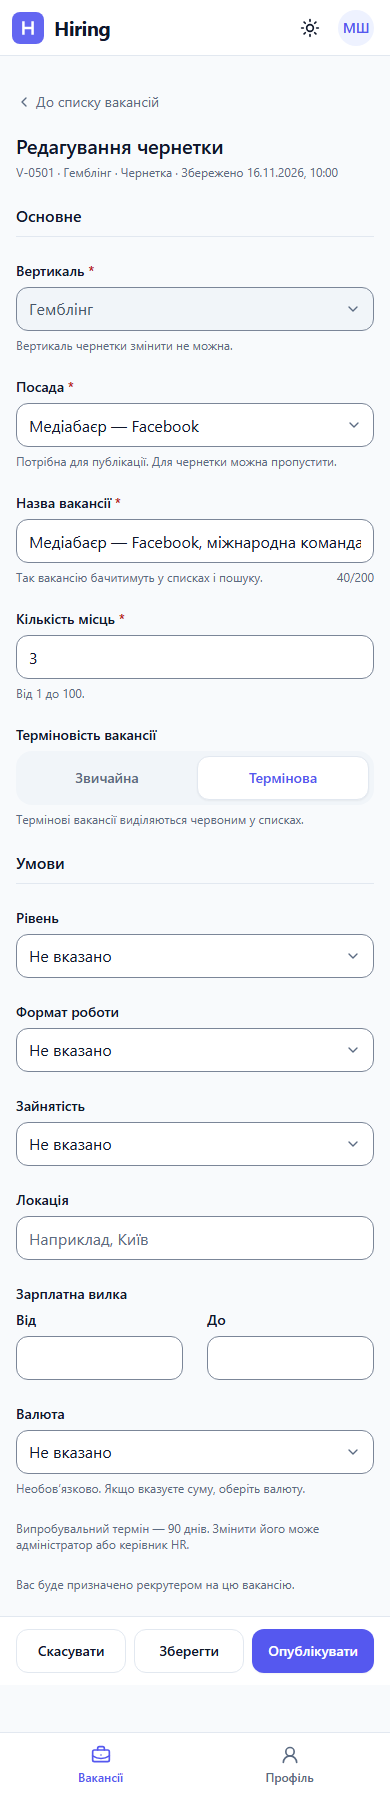 H Hiring МШ
До списку вакансій
Редагування чернетки
V-0501 · Гемблінг · Чернетка · Збережено 16.11.2026, 10:00
Основне
Вертикаль *
Гемблінг
Вертикаль чернетки змінити не можна.
Посада *
Медіабаєр — Facebook
Потрібна для публікації. Для чернетки можна пропустити.
Назва вакансії *
Медіабаєр — Facebook, міжнародна команда
Так вакансію бачитимуть у списках і пошуку. 40/200
Кількість місць *
3
Від 1 до 100.
Терміновість вакансії
Звичайна Термінова
Термінові вакансії виділяються червоним у списках.
Умови
Рівень
Не вказано
Формат роботи
Не вказано
Зайнятість
Не вказано
Локація
Наприклад, Київ
Зарплатна вилка
Від До
Валюта
Не вказано
Необов'язково. Якщо вказуєте суму, оберіть валюту.
Випробувальний термін — 90 днів. Змінити його може
адміністратор або керівник HR.
Вас буде призначено рекрутером на цю вакансію.
Скасувати Зберегти Опублікувати
Вакансії Профіль